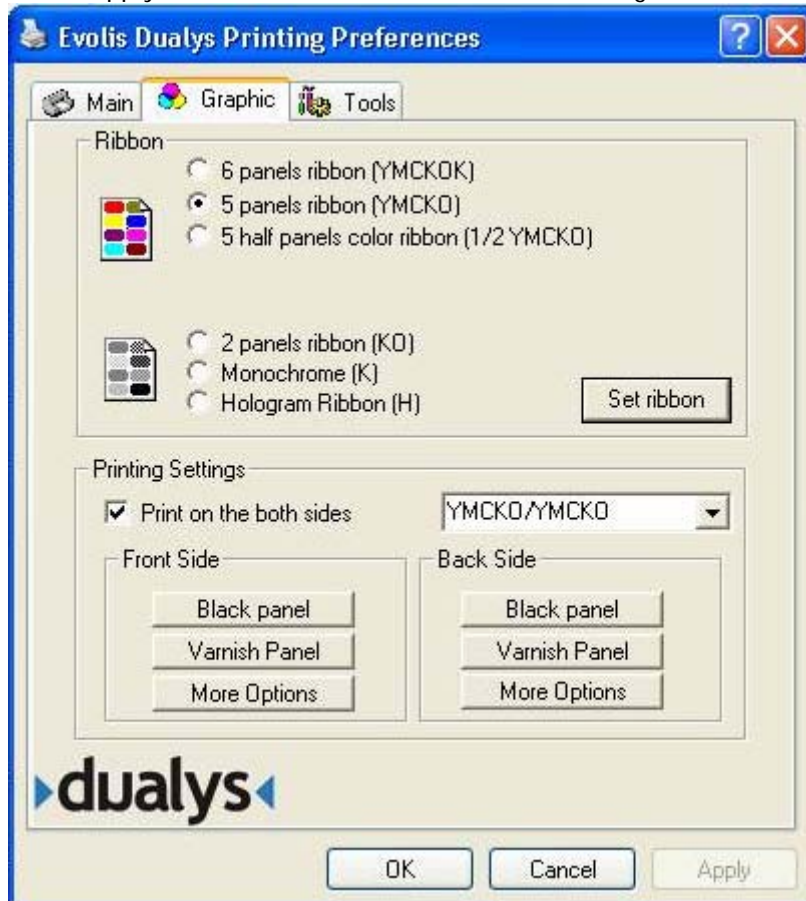 Evolis Dualys Printing Preferences
Main Graphic Tools
Ribbon
6 panels ribbon (YMCKOK)
5 panels ribbon (YMCKO)
5 half panels color ribbon (1/2 YMCKO)
2 panels ribbon (KO)
Monochrome (K)
Hologram Ribbon (H)
Set ribbon
Printing Settings
Print on the both sides YMCKO/YMCKO
Front Side
Black panel
Varnish Panel
More Options
Back Side
Black panel
Varnish Panel
More Options
dualys
OK Cancel Apply